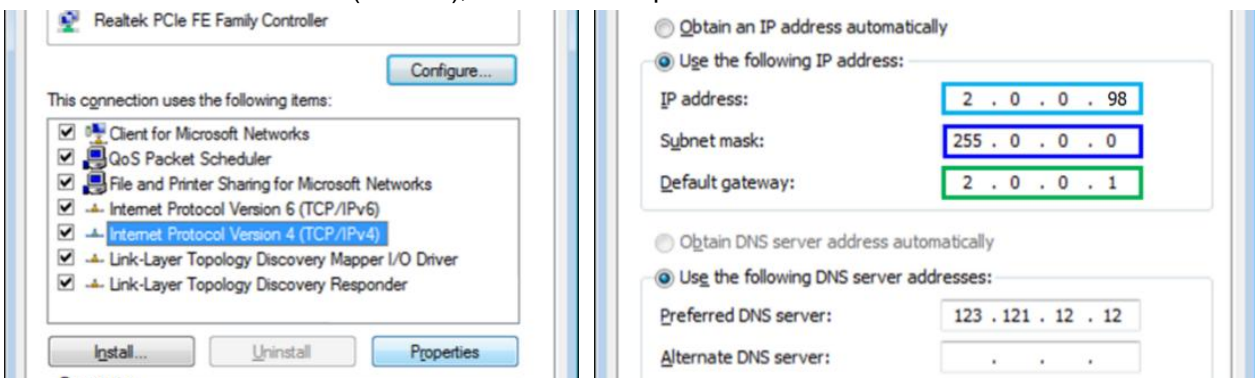 Realtek PCIe FE Family Controller
Configure...
This connection uses the following items:
Client for Microsoft Networks
QoS Packet Scheduler
File and Printer Sharing for Microsoft Networks
Internet Protocol Version 6 (TCP/IPv6)
Internet Protocol Version 4 (TCP/IPv4)
Link-Layer Topology Discovery Mapper I/O Driver
Link-Layer Topology Discovery Responder
Install...
Uninstall
Properties
Obtain an IP address automatically
Use the following IP address:
IP address: 2 . 0 . 0 . 98
Subnet mask: 255 . 0 . 0 . 0
Default gateway: 2 . 0 . 0 . 1
Obtain DNS server address automatically
Use the following DNS server addresses:
Preferred DNS server: 123 . 121 . 12 . 12
Alternate DNS server: . . .